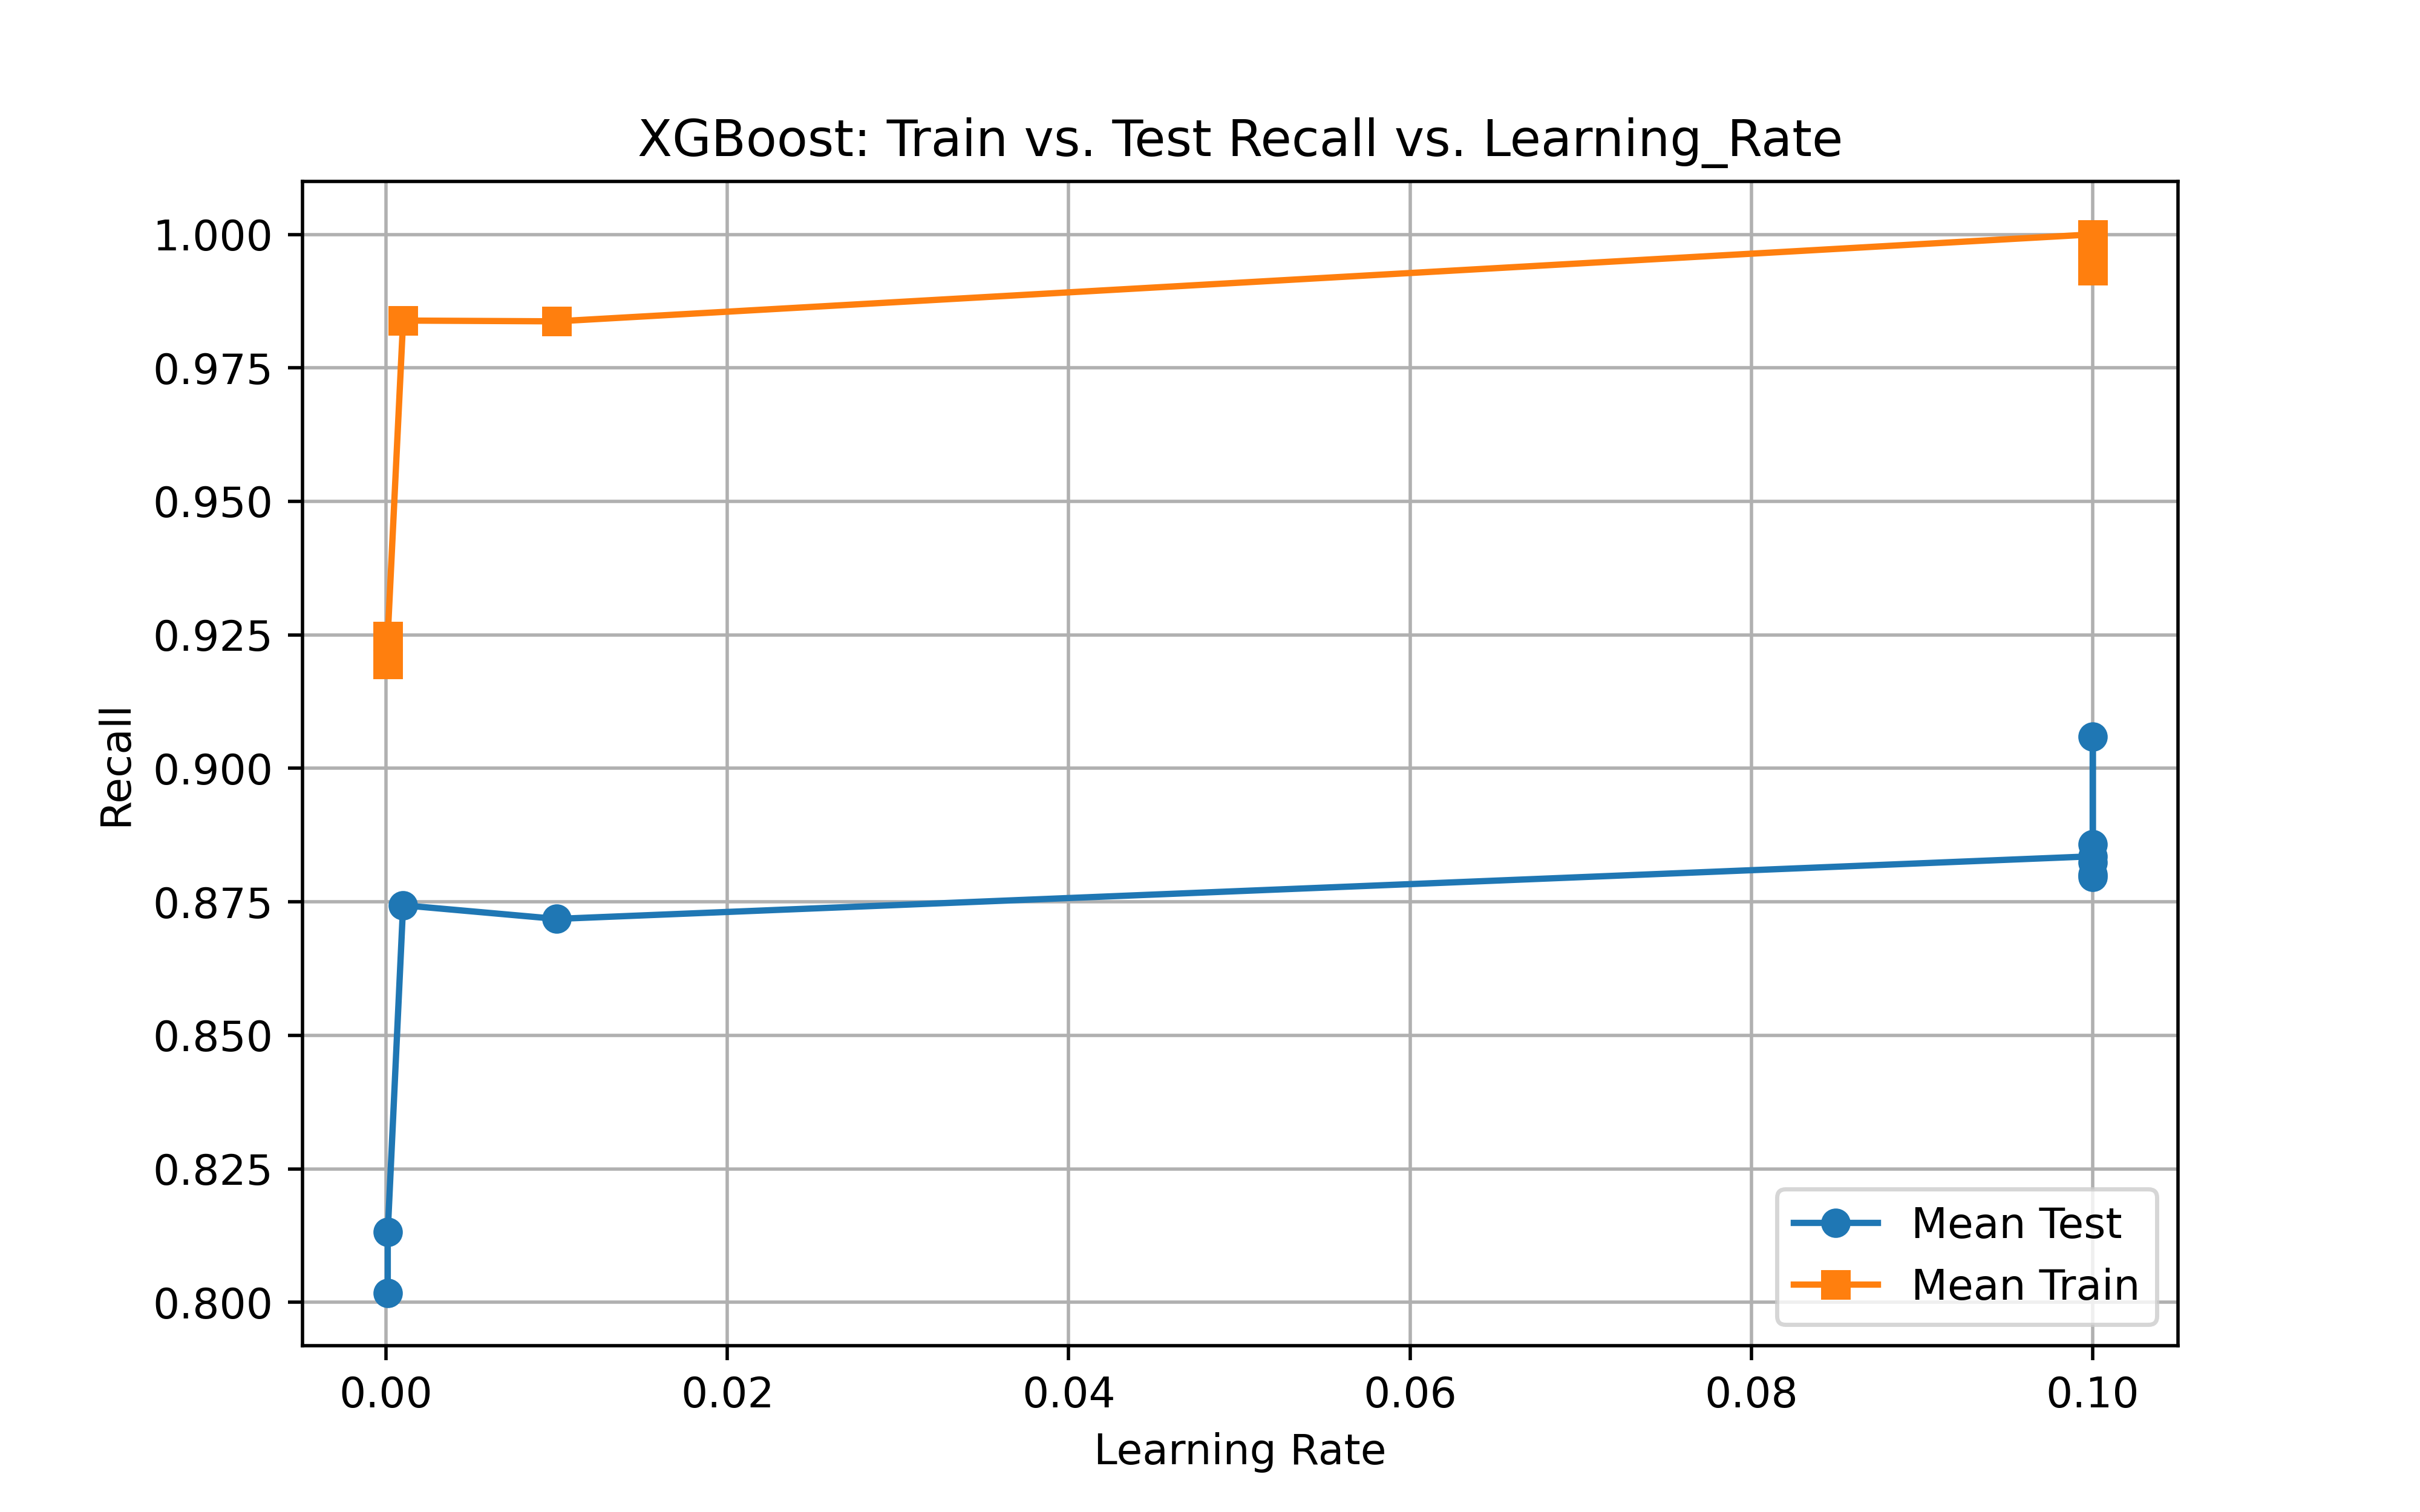 XGBoost: Train vs. Test Recall vs. Learning_Rate
1.000
0.975
0.950
0.925
0.900
0.875
0.850
0.825
0.800
Recall
Mean Test
Mean Train
0.00 0.02 0.04 0.06 0.08 0.10
Learning Rate